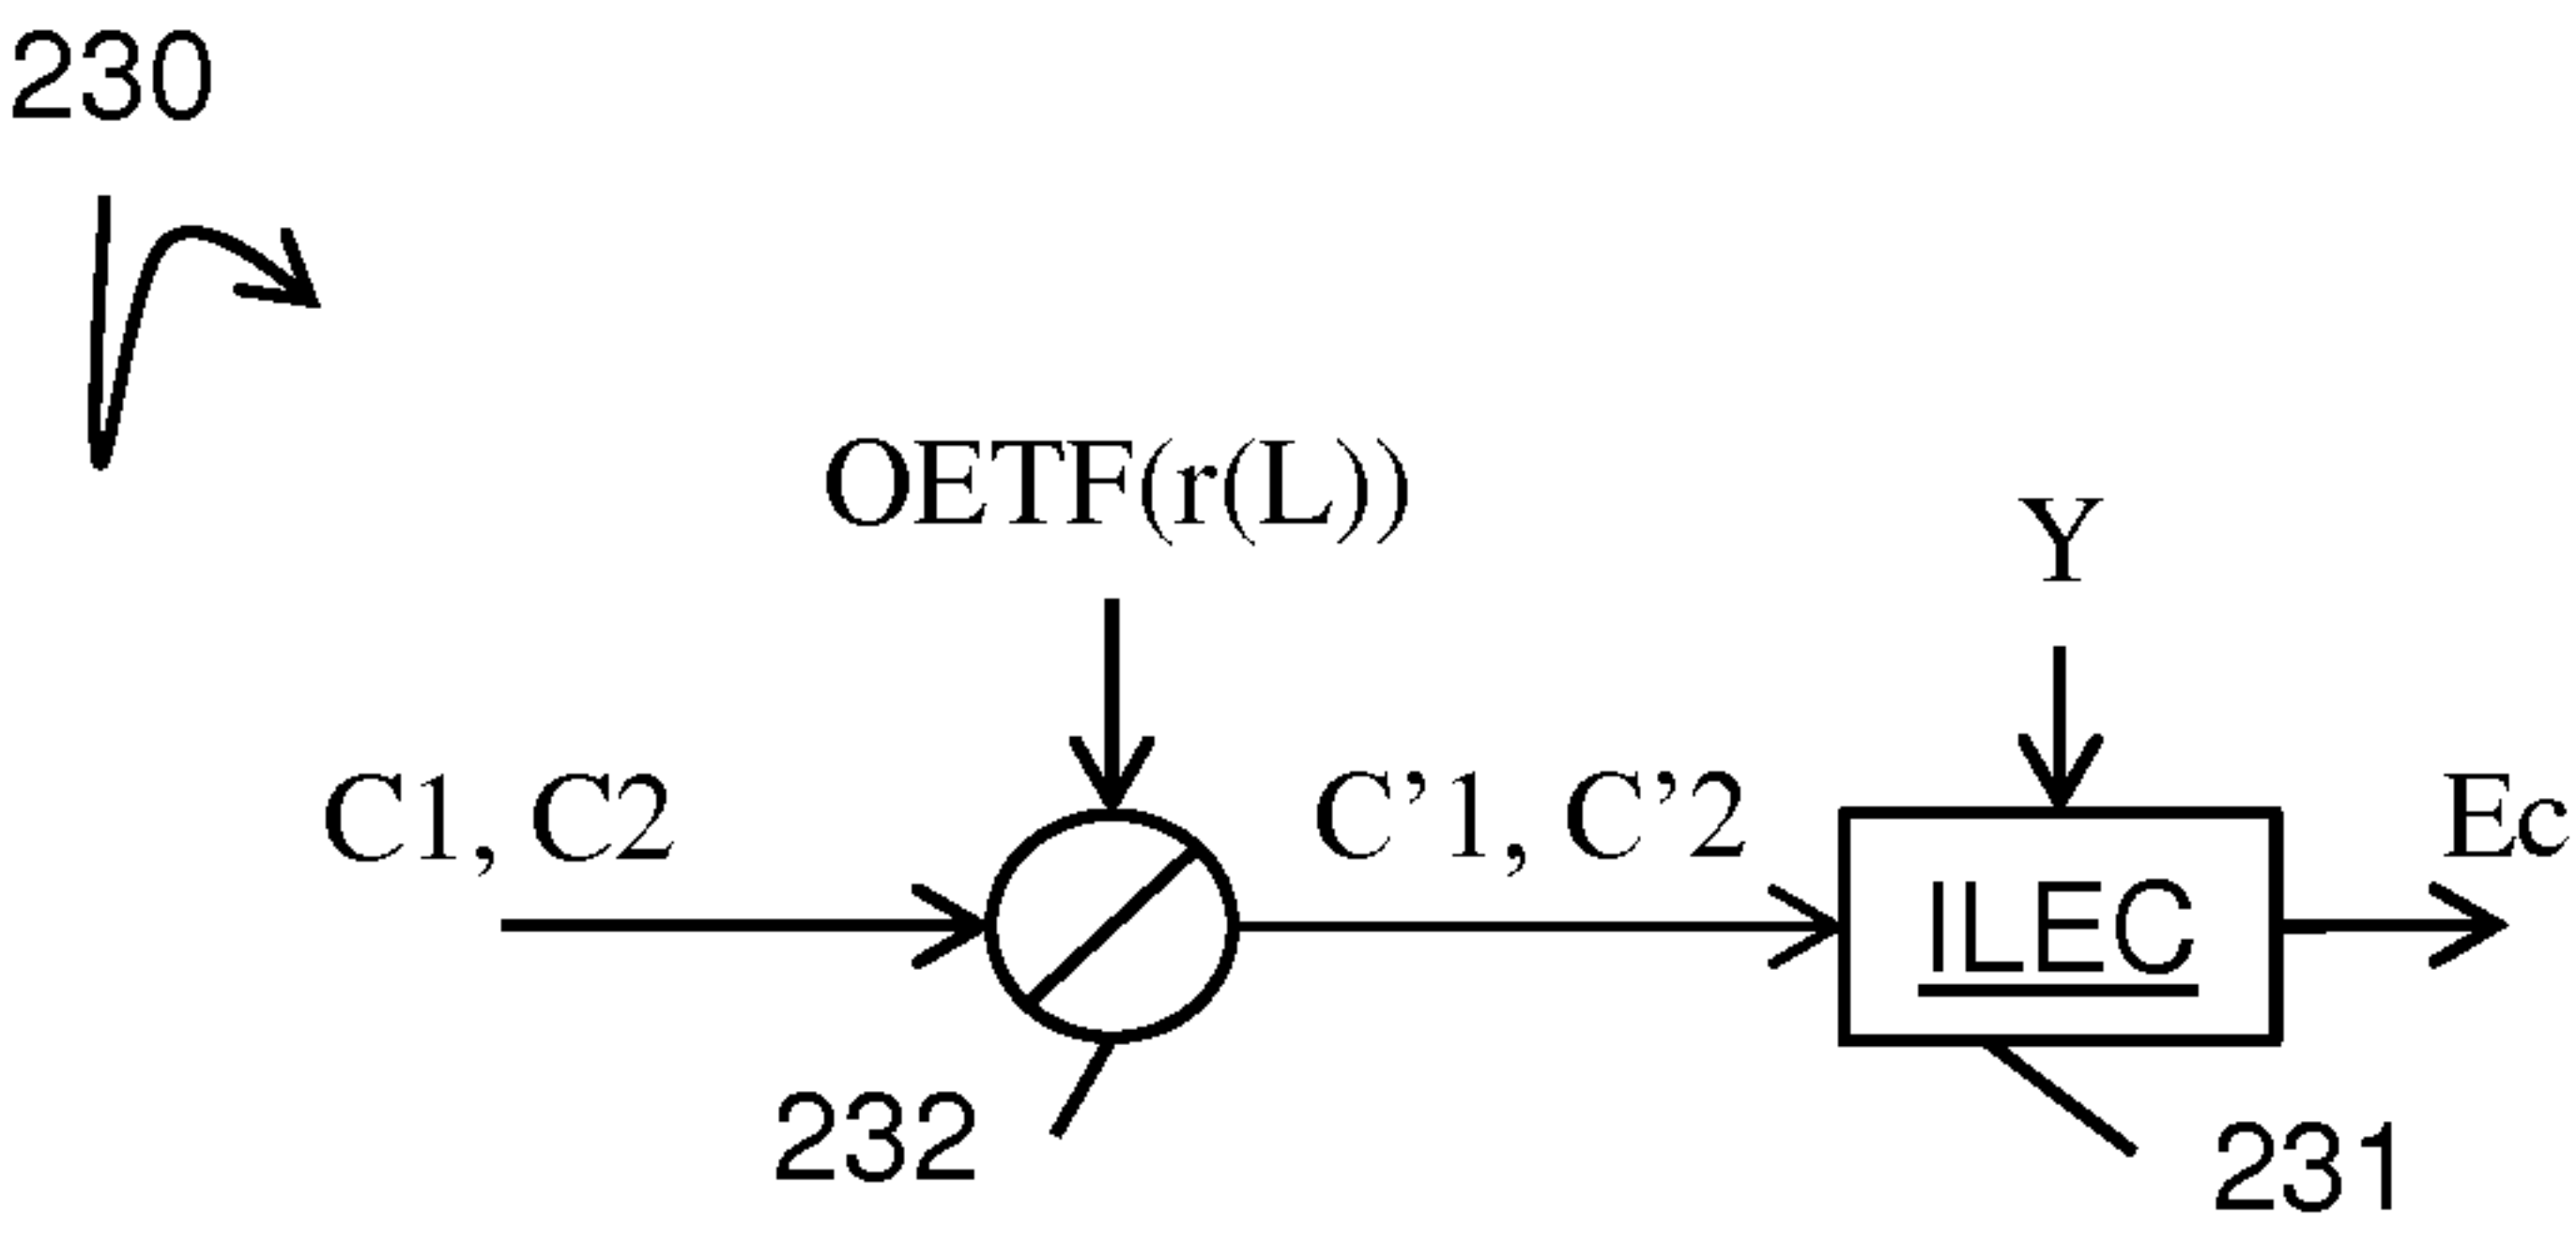 230
OETF(r(L))
Y
C1, C2
C’1, C’2
Ec
ILEC
232
231